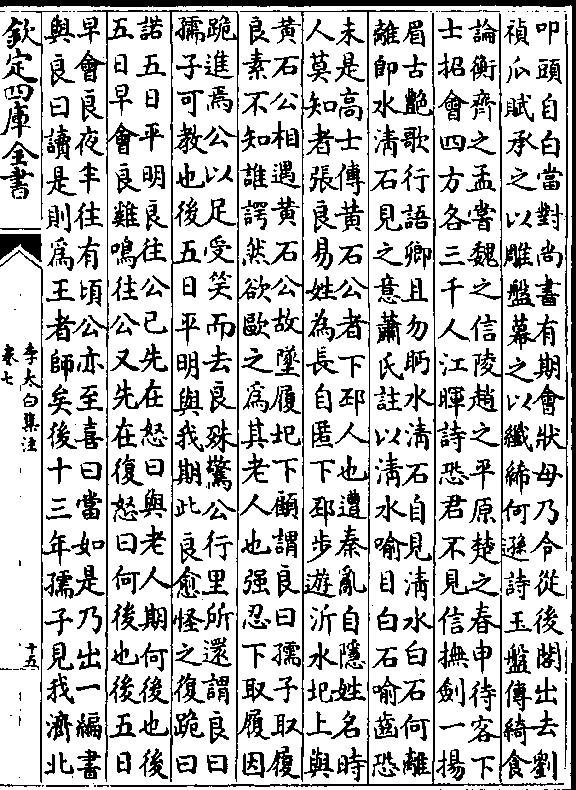 叩頭自白當對尚書有期會狀母乃令從後閤出去劉
禎瓜賦承之以雕盤幕之以纖絺何遜詩玉盤傳綺食
論衡齊之孟嘗魏之信陵趙之平原楚之春申待客下
士招會四方各三千人江暉詩恐君不見信撫劍一揚
眉古艷歌行語卿且勿眄水清石自見清水白石何離
離即水清石見之意蕭氏註以清水喻目白石喻齒恐
未是高士傳黃石公者下邳人也遭秦亂自隱姓名時
人莫知者張良易姓為長自匿下邳步遊沂水圯上與
黃石公相遇黃石公故墜履圯下顧謂良曰孺子取履
良素不知誰諤然欲歐之為其老人也强忍下取履因
跪進焉公以足受笑而去良殊驚公行里所還謂良曰
孺子可教也後五日平明與我期此良愈怪之復跪曰
諾五日平明良往公已先在怒曰與老人期何後也後
五日早會良雞鳴往公又先在復怒曰何後也後五日
早會良夜半往有頃公亦至喜曰當如是乃出一編書
與良曰讀是則為王者師矣後十三年孺子見我濟北
欽定四庫全書
李太白集注
卷七
十五